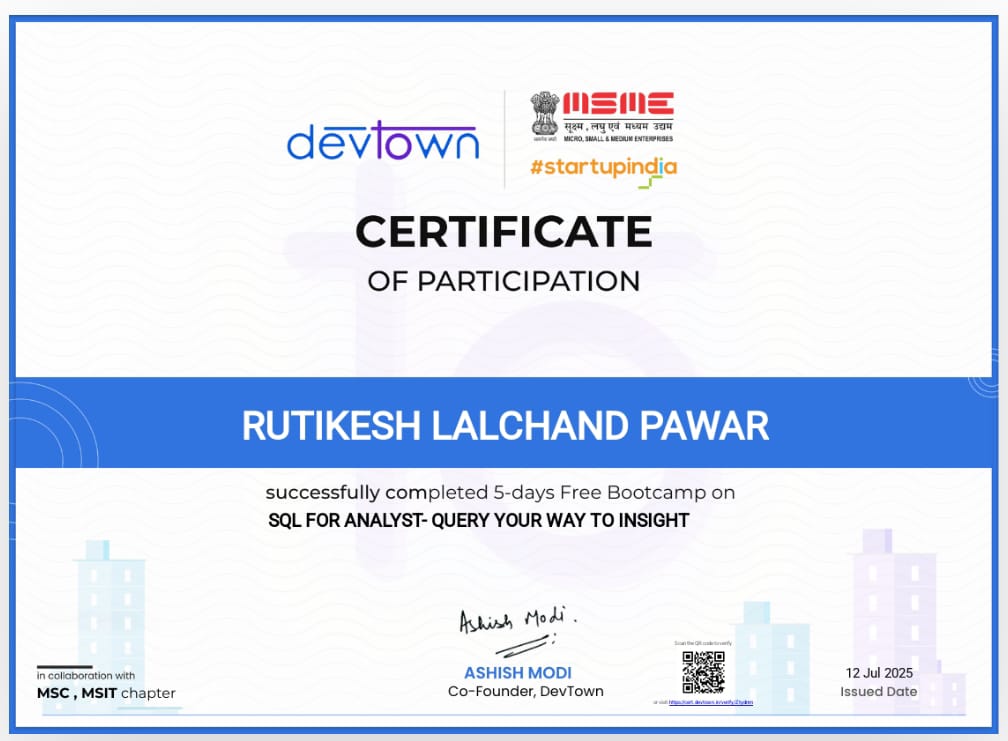 devtown
MSME
सूक्ष्म, लघु एवं मध्यम उद्यम
MICRO, SMALL & MEDIUM ENTERPRISES
#startupindia
CERTIFICATE
OF PARTICIPATION
RUTIKESH LALCHAND PAWAR
successfully completed 5-days Free Bootcamp on
SQL FOR ANALYST- QUERY YOUR WAY TO INSIGHT
Ashish Modi.
ASHISH MODI
Co-Founder, DevTown
in collaboration with
MSC , MSIT chapter
Scan the QR code to verify
or visit
12 Jul 2025
Issued Date